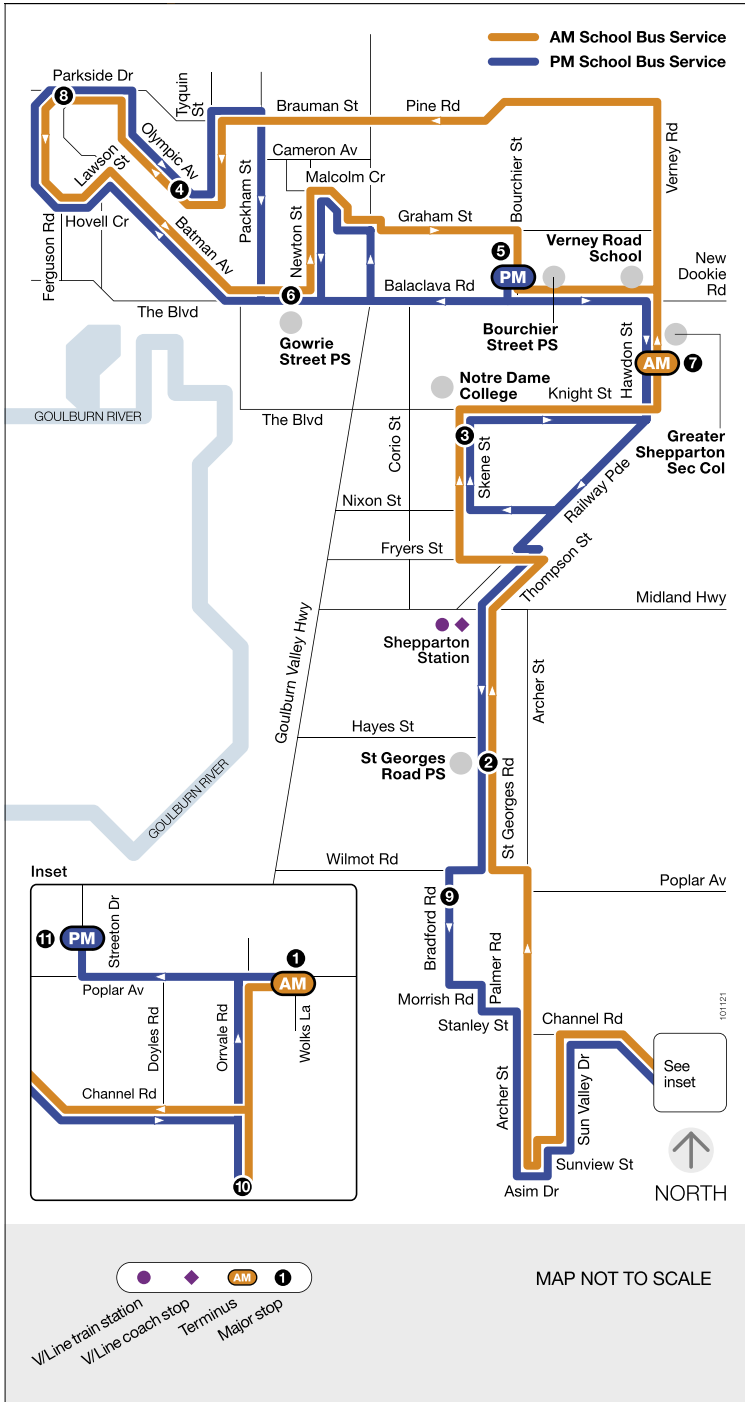 AM School Bus Service
PM School Bus Service
Parkside Dr
8
Tyquin
St
Brauman St
Pine Rd
Olympic Av
4
Lawson
St
Cameron Av
Malcolm Cr
Packham St
Newton St
Graham St
Bourchier St
Verney Rd
Hovell Cr
Ferguson Rd
Batman Av
5
PM
Verney Road
School
New
Dookie
Rd
Balaclava Rd
The Blvd
6
Gowrie
Street PS
Bourchier
Street PS
Hawdon St
AM
7
Notre Dame
College
Knight St
GOULBURN RIVER
The Blvd
Corio St
3
Skene St
Greater
Shepparton
Sec Col
Railway Pde
Nixon St
Fryers St
Thompson St
Midland Hwy
Goulburn Valley Hwy
Shepparton
Station
Archer St
Hayes St
St Georges
Road PS
2
St Georges Rd
GOULBURN RIVER
Wilmot Rd
Poplar Av
Bradford Rd
9
Palmer Rd
Morrish Rd
Stanley St
Channel Rd
101121
Archer St
Sun Valley Dr
See
inset
Sunview St
Asim Dr
NORTH
Inset
11
PM
Streeton Dr
1
AM
Poplar Av
Doyles Rd
Orrvale Rd
Wolks La
Channel Rd
10
AM
1
V/Line train station
V/Line coach stop
Terminus
Major stop
MAP NOT TO SCALE